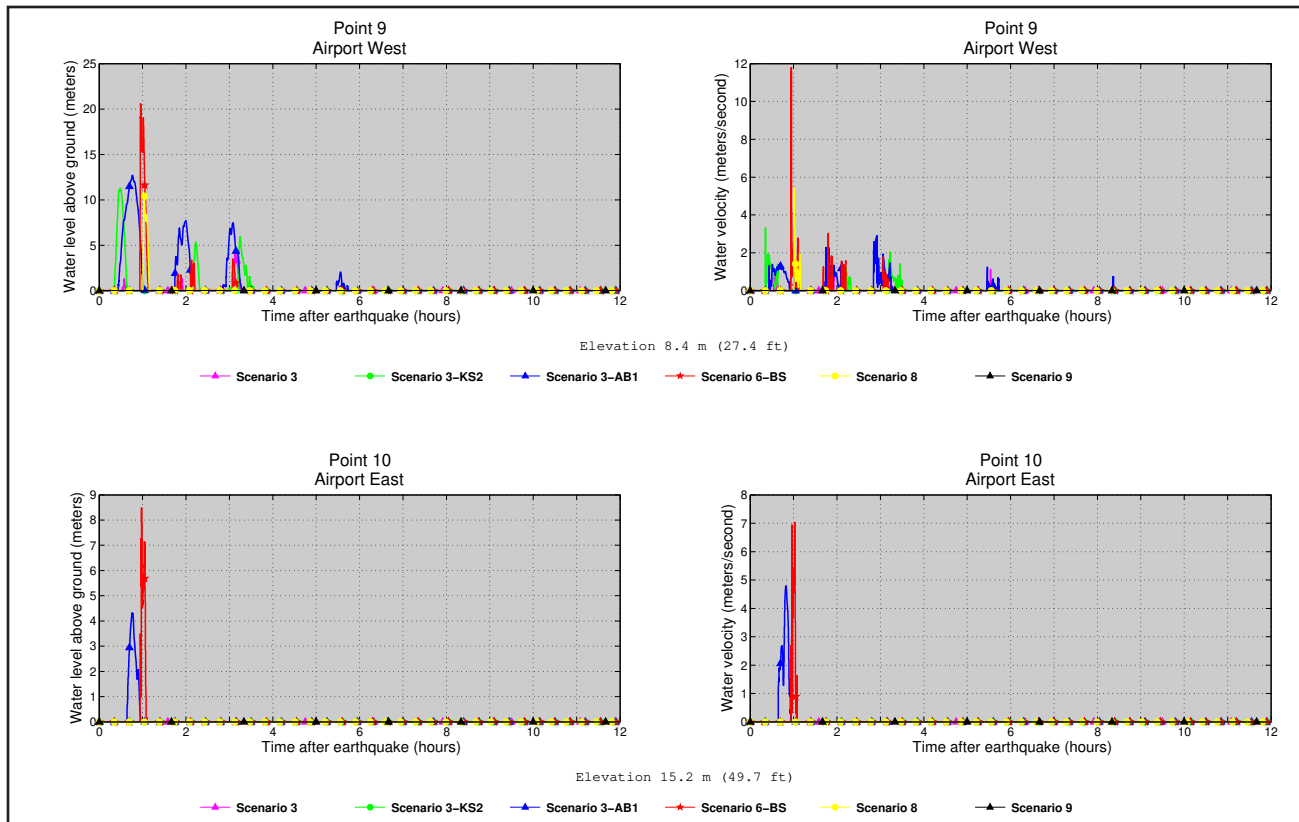 Point 9
Airport West
Water level above ground (meters)
25
20
15
10
5
0
0 2 4 6 8 10 12
Time after earthquake (hours)
Point 9
Airport West
Water velocity (meters/second)
12
10
8
6
4
2
0
0 2 4 6 8 10 12
Time after earthquake (hours)
Elevation 8.4 m (27.4 ft)
Scenario 3 Scenario 3−KS2 Scenario 3−AB1 Scenario 6−BS Scenario 8 Scenario 9
Point 10
Airport East
Water level above ground (meters)
9
8
7
6
5
4
3
2
1
0
0 2 4 6 8 10 12
Time after earthquake (hours)
Point 10
Airport East
Water velocity (meters/second)
8
7
6
5
4
3
2
1
0
0 2 4 6 8 10 12
Time after earthquake (hours)
Elevation 15.2 m (49.7 ft)
Scenario 3 Scenario 3−KS2 Scenario 3−AB1 Scenario 6−BS Scenario 8 Scenario 9